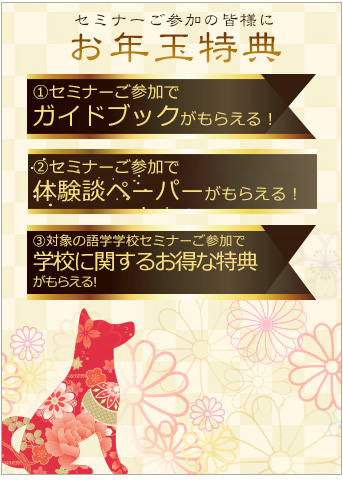 セミナーご参加の皆様に
お年玉特典
①セミナーご参加で
ガイドブックがもらえる！
②セミナーご参加で
体験談ペーパーがもらえる！
③対象の語学学校セミナーご参加で
学校に関するお得な特典
がもらえる!